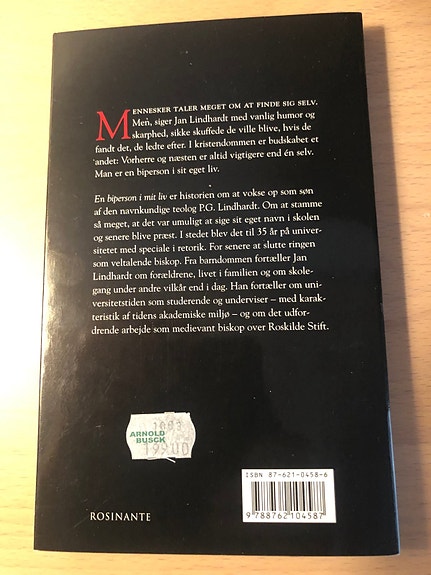 MENNESKER TALER MEGET OM AT FINDE SIG SELV.
Men, siger Jan Lindhardt med vanlig humor og
skarphed, sikke skuffede de ville blive, hvis de
fandt det, de ledte efter. I kristendommen er budskabet et
andet: Vorherre og næsten er altid vigtigere end én selv.
Man er en biperson i sit eget liv.
En biperson i mit liv er historien om at vokse op som søn
af den navnkundige teolog P.G. Lindhardt. Om at stamme
så meget, at det var umuligt at sige sit eget navn i skolen
og senere blive præst. I stedet blev det til 35 år på univer-
sitetet med speciale i retorik. For senere at slutte ringen
som veltalende biskop. Fra barndommen fortæller Jan
Lindhardt om forældrene, livet i familien og om skole-
gang under andre vilkår end i dag. Han fortæller om uni-
versitetstiden som studerende og underviser – med karak-
teristik af tidens akademiske miljø – og om det udfor-
drende arbejde som medievant biskop over Roskilde Stift.
ARNOLD
BUSCK
199.00
ISBN 87-621-0458-6
9 788762 104587
ROSINANTE